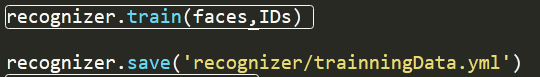 recognizer.train(faces,IDs)
recognizer.save('recognizer/trainningData.yml')